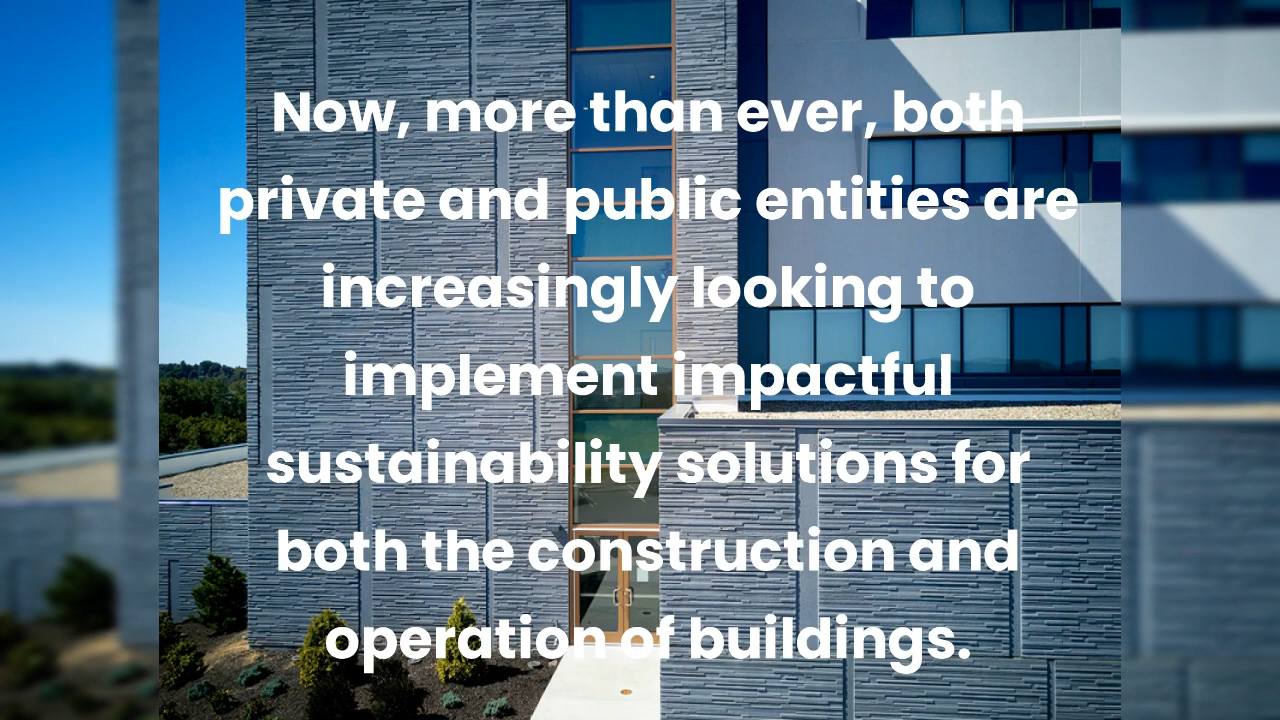 Now, more than ever, both
private and public entities are
increasingly looking to
implement impactful
sustainability solutions for
both the construction and
operation of buildings.